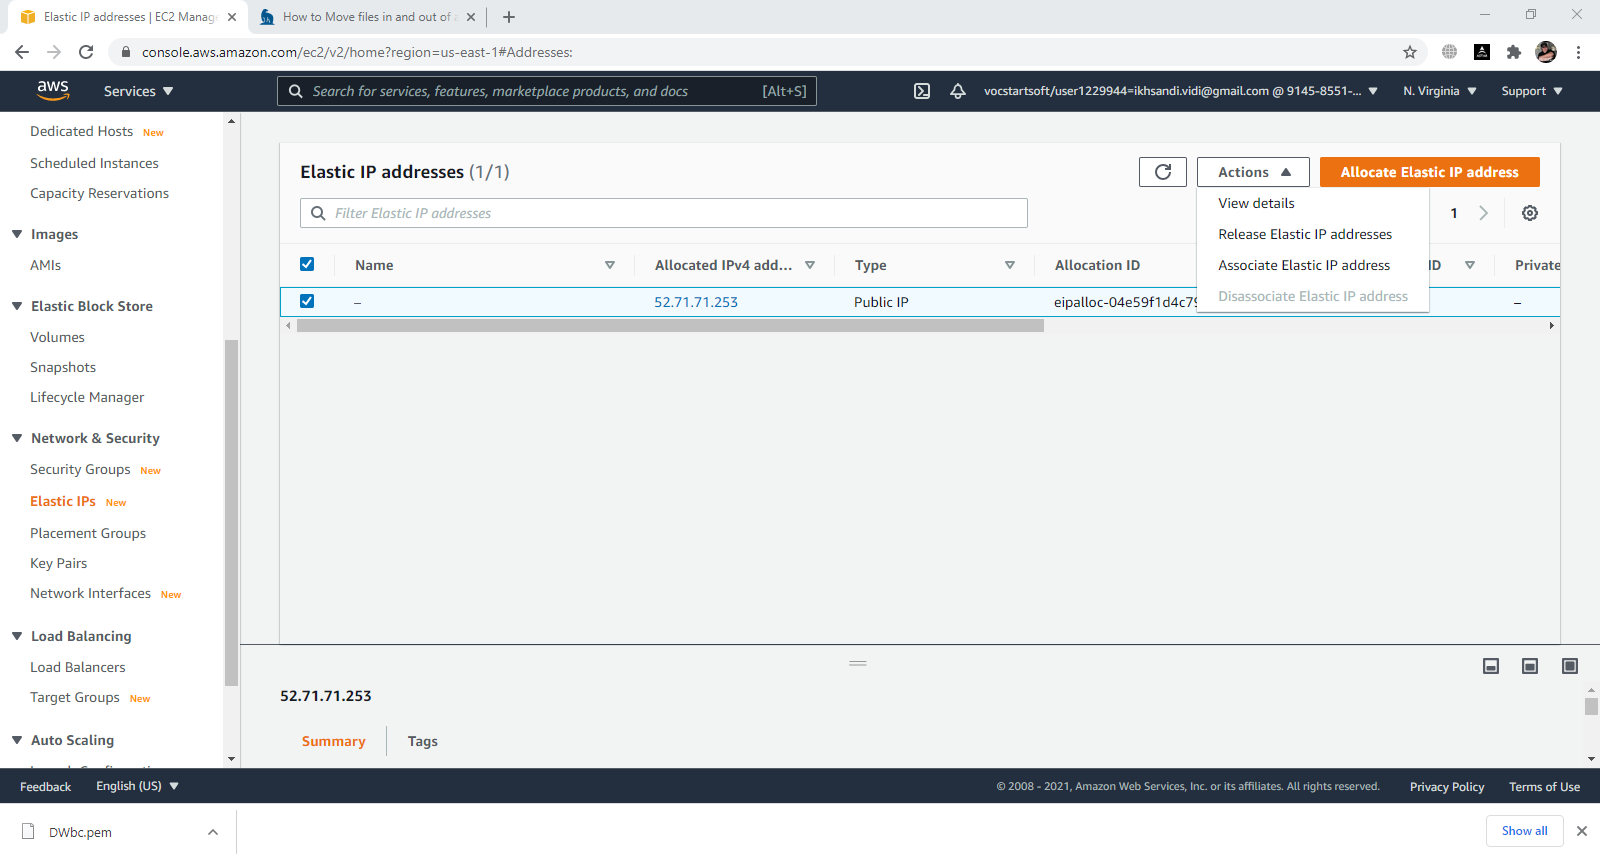 Elastic IP addresses | EC2 Manag
How to Move files in and out of a
console.aws.amazon.com/ec2/v2/home?region=us-east-1#Addresses:
aws
Services
Search for services, features, marketplace products, and docs [Alt+S]
vocstartsoft/user1229944=ikhsandi.vidi@gmail.com @ 9145-8551-...
N. Virginia
Support
Dedicated Hosts New
Scheduled Instances
Capacity Reservations
Images
AMIs
Elastic Block Store
Volumes
Snapshots
Lifecycle Manager
Network & Security
Security Groups New
Elastic IPs New
Placement Groups
Key Pairs
Network Interfaces New
Load Balancing
Load Balancers
Target Groups New
Auto Scaling
Elastic IP addresses (1/1)
Actions
Allocate Elastic IP address
Filter Elastic IP addresses
1
View details
Release Elastic IP addresses
Associate Elastic IP address
Disassociate Elastic IP address
Name Allocated IPv4 add... Type Allocation ID ID Private
– 52.71.71.253 Public IP eipalloc-04e59f1d4c79 –
52.71.71.253
Summary Tags
Feedback English (US) © 2008 - 2021, Amazon Web Services, Inc. or its affiliates. All rights reserved. Privacy Policy Terms of Use
DWbc.pem Show all